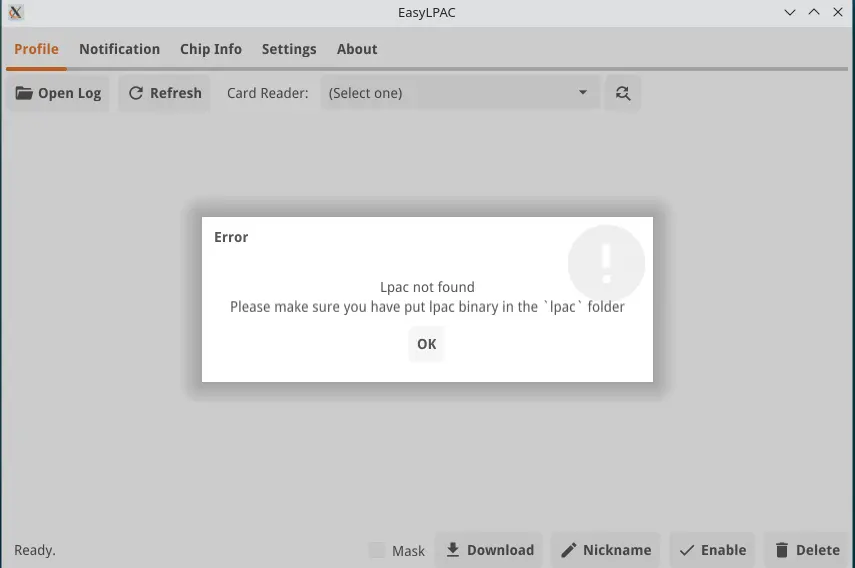 EasyLPAC
Profile Notification Chip Info Settings About
Open Log Refresh Card Reader: (Select one)
Error
Lpac not found
Please make sure you have put lpac binary in the `lpac` folder
OK
Ready. Mask Download Nickname Enable Delete